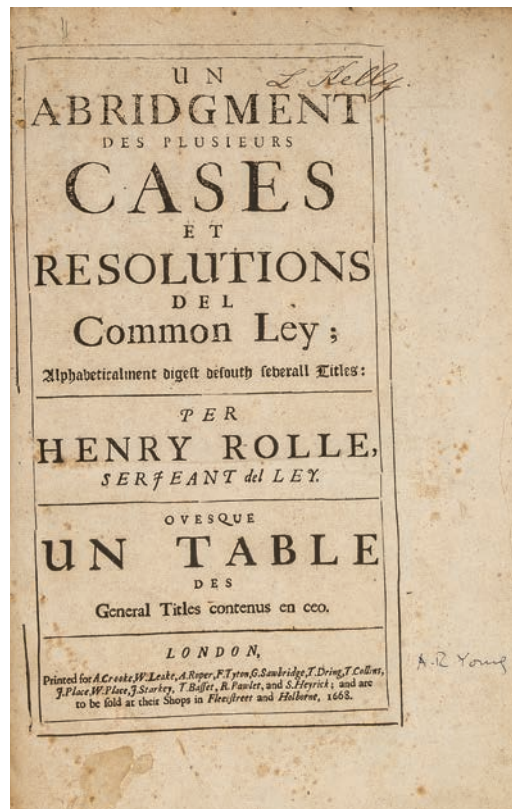 L Kelly.
UN
ABRIDGMENT
DES PLUSIEURS
CASES
ET
RESOLUTIONS
DEL
Common Ley;
Alphabeticalment digeſt deſouth ſeverall Titles:
PER
HENRY ROLLE,
SERJEANT del LEY.
OVESQUE
UN TABLE
DES
General Titles contenus en ceo.
LONDON,
Printed for A.Crooke, W.Leake, A.Roper, F.Tyton, G.Sawbridge, T.Dring, T.Collins,
J.Place, W.Place, J.Starkey, T.Baſſet, R.Pawlet, and S.Heyrick; and are
to be ſold at their Shops in Fleetſtreet and Holborne, 1668.
A.R Young